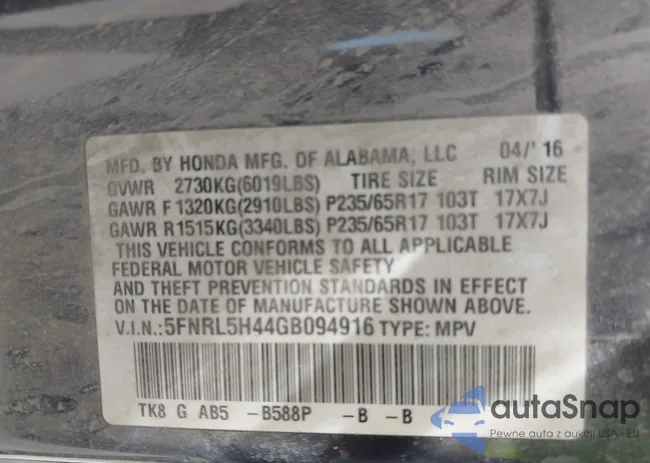 MFD. BY HONDA MFG. OF ALABAMA, LLC 04/'16
GVWR 2730KG(6019LBS) TIRE SIZE RIM SIZE
GAWR F 1320KG(2910LBS) P235/65R17 103T 17X7J
GAWR R1515KG(3340LBS) P235/65R17 103T 17X7J
THIS VEHICLE CONFORMS TO ALL APPLICABLE
FEDERAL MOTOR VEHICLE SAFETY
AND THEFT PREVENTION STANDARDS IN EFFECT
ON THE DATE OF MANUFACTURE SHOWN ABOVE.
V.I.N.:5FNRL5H44GB094916 TYPE: MPV
TK8 G AB5 -B588P -B -B
autaSnap
Pewne auta z aukcji USA - EU